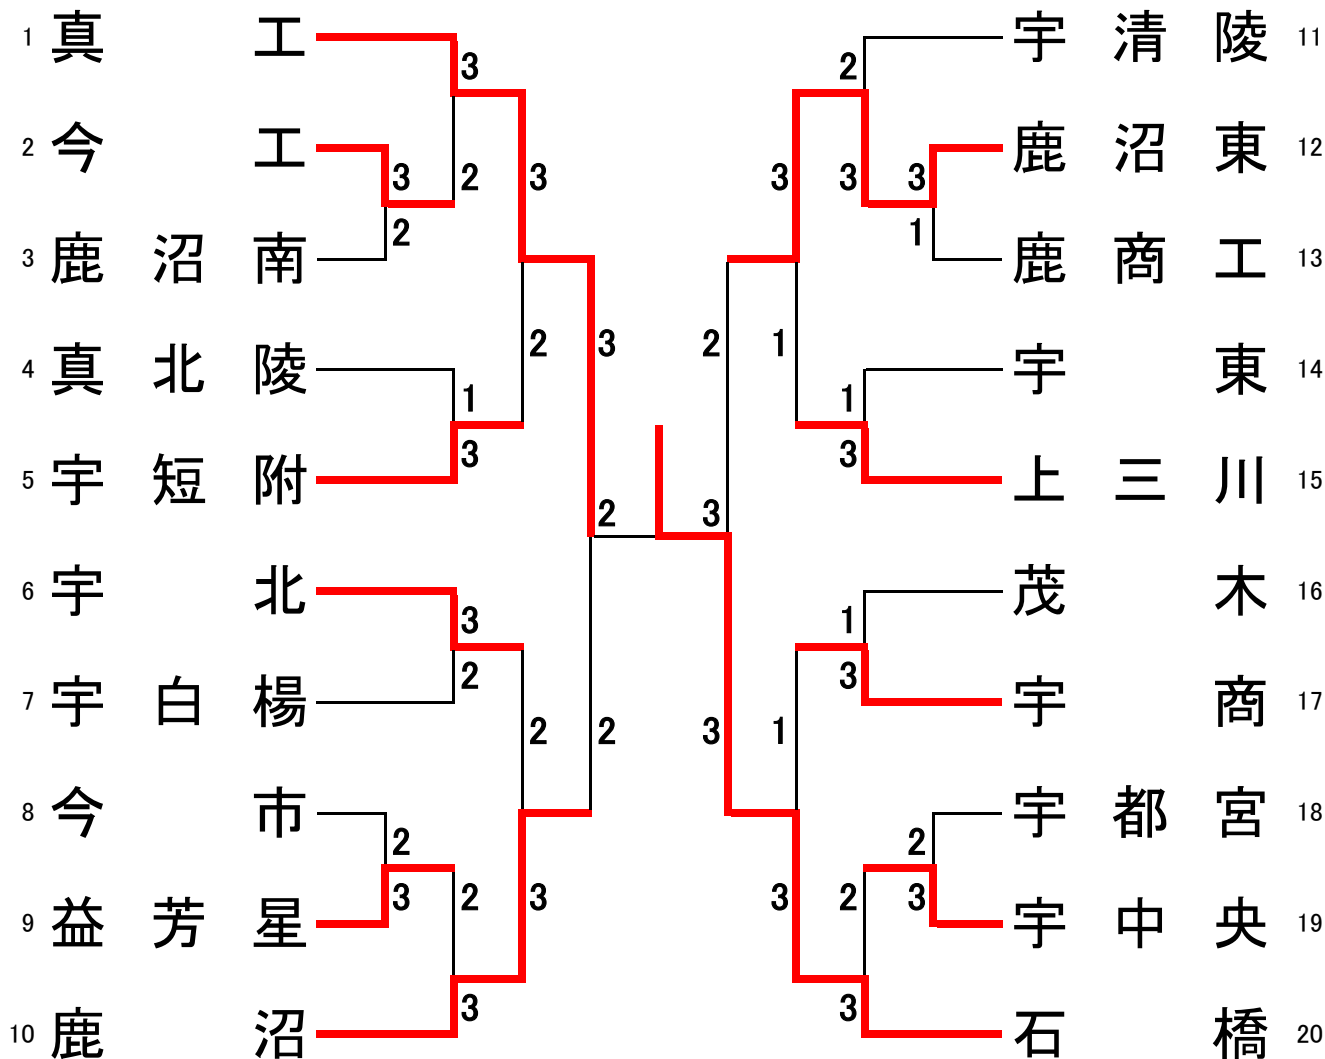 1 真工
3
2 今工
3 2 3
2
3 鹿沼南
2 3
4 真北陵
1
3
5 宇短附
2
6 宇北
3
2
7 宇白楊
2 2
8 今市
2
3 2 3
9 益芳星
3
10 鹿沼
宇清陵 11
2
鹿沼東 12
3 3 3
1
鹿商工 13
2 1
宇東 14
1
3
上三川 15
3
茂木 16
1
3
宇商 17
3 1
宇都宮 18
2
3 2 3
宇中央 19
3
石橋 20